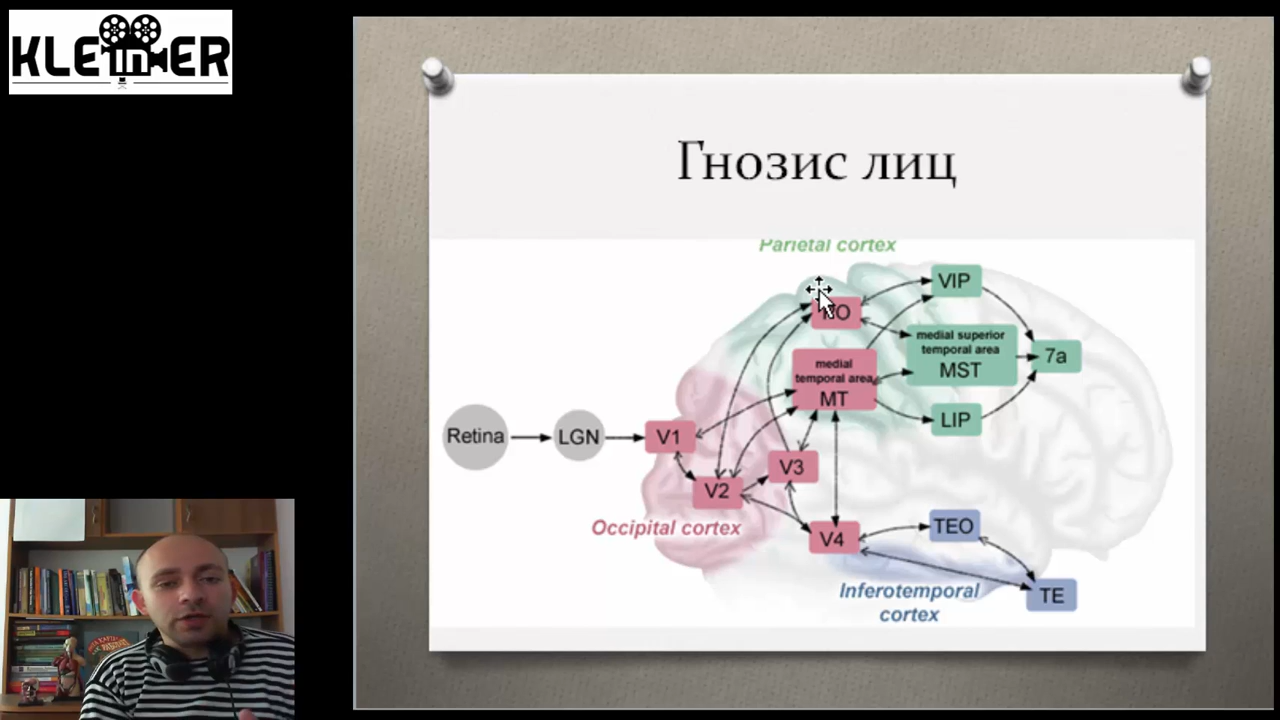 KLEINER
Гнозис лиц
Parietal cortex
VIP
medial superior
temporal area
MST
7a
medial
temporal area
MT
LIP
Retina
LGN
V1
V2
V3
V4
Occipital cortex
TEO
TE
Inferotemporal
cortex